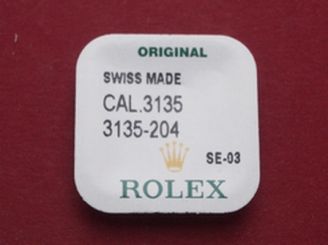 ORIGINAL
SWISS MADE
CAL.3135
3135-204
SE-03
ROLEX